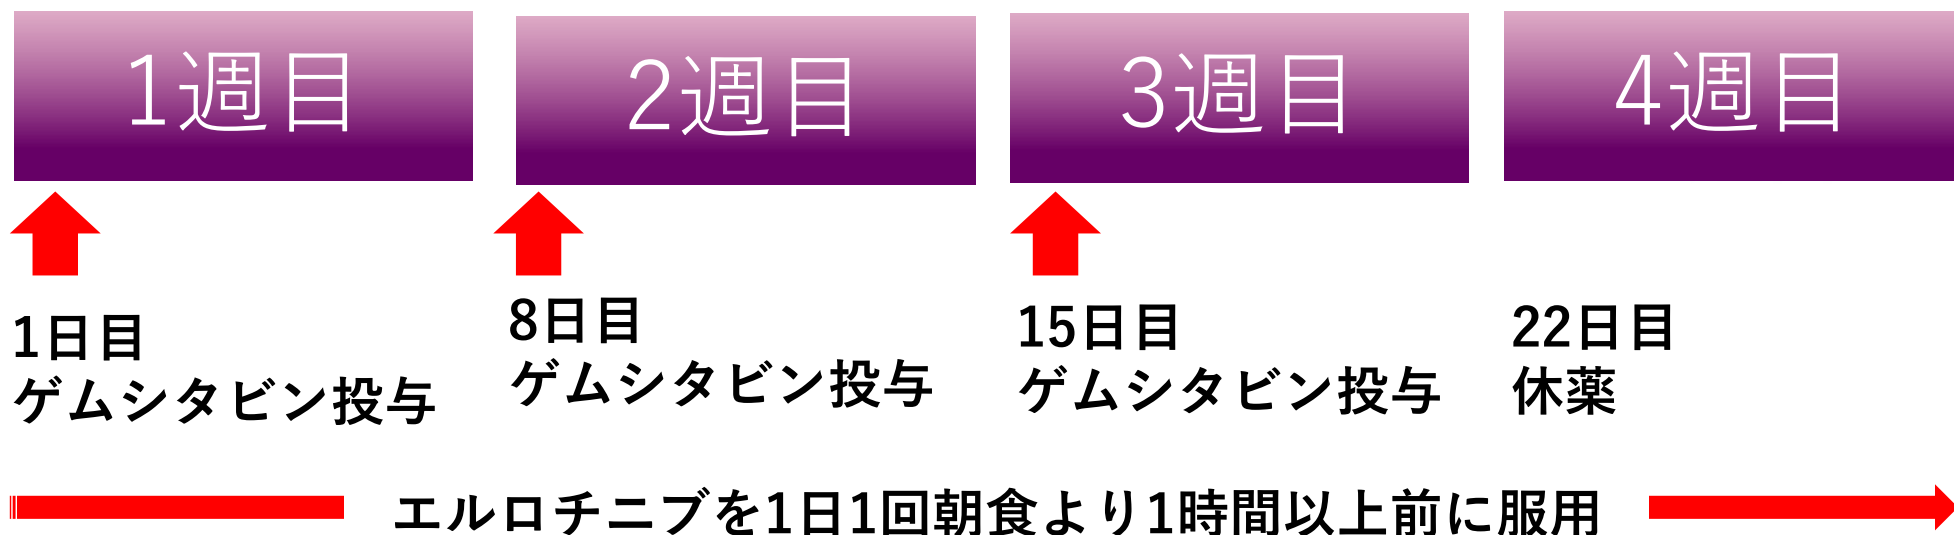 1週目
2週目
3週目
4週目
1日目
ゲムシタビン投与
8日目
ゲムシタビン投与
15日目
ゲムシタビン投与
22日目
休薬
エルロチニブを1日1回朝食より1時間以上前に服用